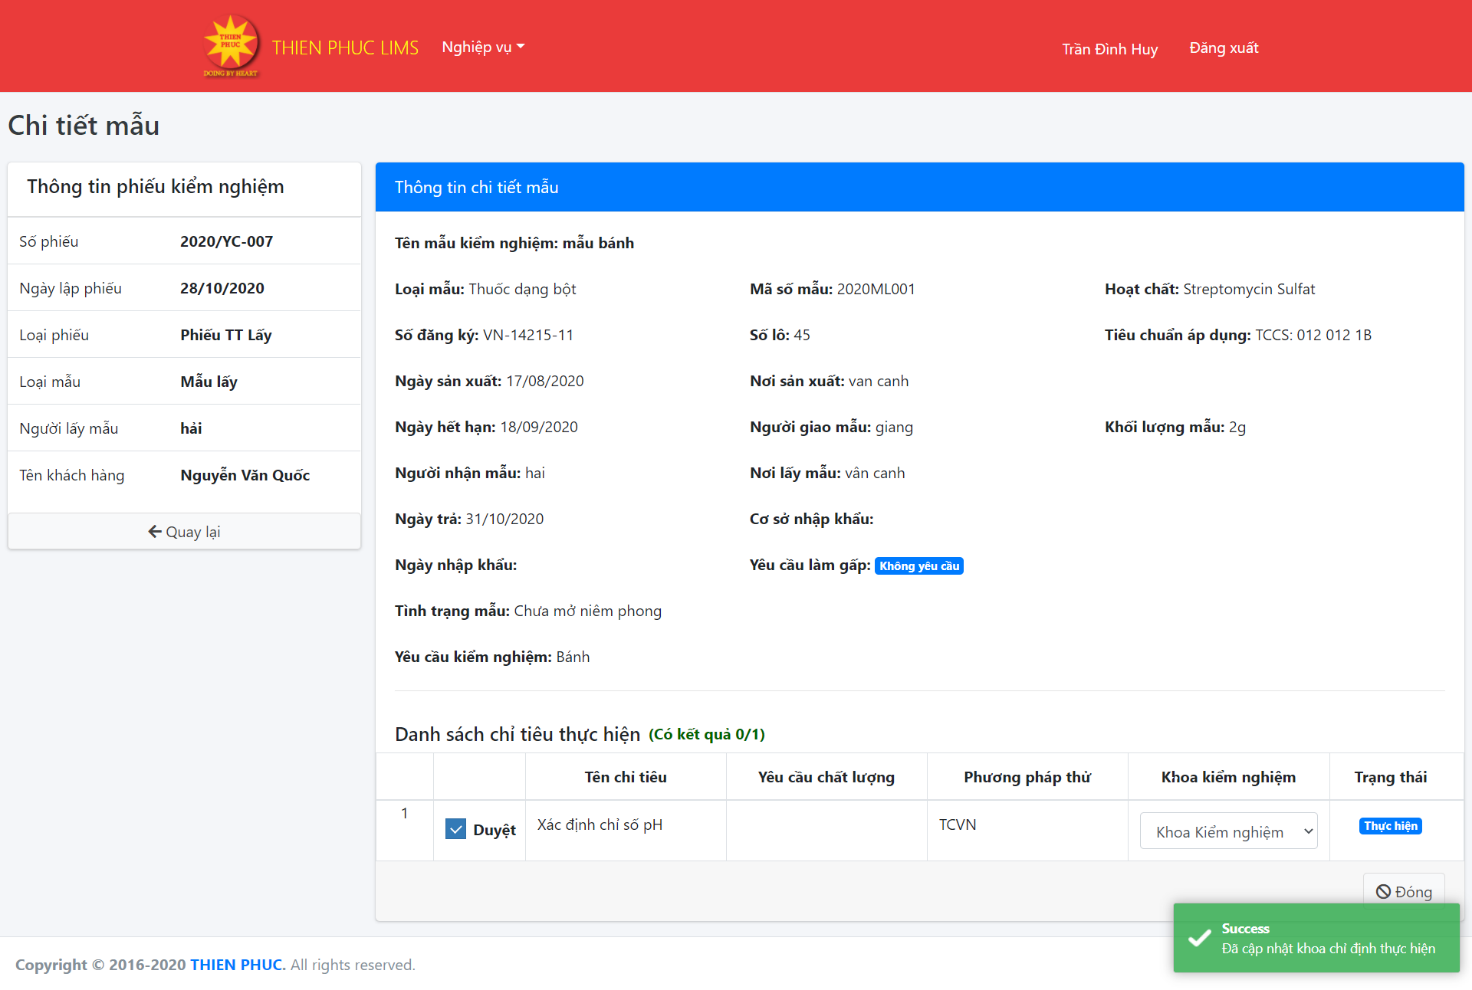 THIEN
PHUC
DOING BY HEART
THIEN PHUC LIMS
Nghiệp vụ
Trần Đình Huy
Đăng xuất
Chi tiết mẫu
Thông tin phiếu kiểm nghiệm
Số phiếu 2020/YC-007
Ngày lập phiếu 28/10/2020
Loại phiếu Phiếu TT Lấy
Loại mẫu Mẫu lấy
Người lấy mẫu hải
Tên khách hàng Nguyễn Văn Quốc
Quay lại
Thông tin chi tiết mẫu
Tên mẫu kiểm nghiệm: mẫu bánh
Loại mẫu: Thuốc dạng bột Mã số mẫu: 2020ML001 Hoạt chất: Streptomycin Sulfat
Số đăng ký: VN-14215-11 Số lô: 45 Tiêu chuẩn áp dụng: TCCS: 012 012 1B
Ngày sản xuất: 17/08/2020 Nơi sản xuất: van canh
Ngày hết hạn: 18/09/2020 Người giao mẫu: giang Khối lượng mẫu: 2g
Người nhận mẫu: hai Nơi lấy mẫu: vân canh
Ngày trả: 31/10/2020 Cơ sở nhập khẩu:
Ngày nhập khẩu: Yêu cầu làm gấp: Không yêu cầu
Tình trạng mẫu: Chưa mở niêm phong
Yêu cầu kiểm nghiệm: Bánh
Danh sách chỉ tiêu thực hiện (Có kết quả 0/1)
Tên chỉ tiêu Yêu cầu chất lượng Phương pháp thử Khoa kiểm nghiệm Trạng thái
1 Duyệt Xác định chỉ số pH TCVN Khoa Kiểm nghiệm Thực hiện
Đóng
Success
Đã cập nhật khoa chỉ định thực hiện
Copyright © 2016-2020 THIEN PHUC. All rights reserved.